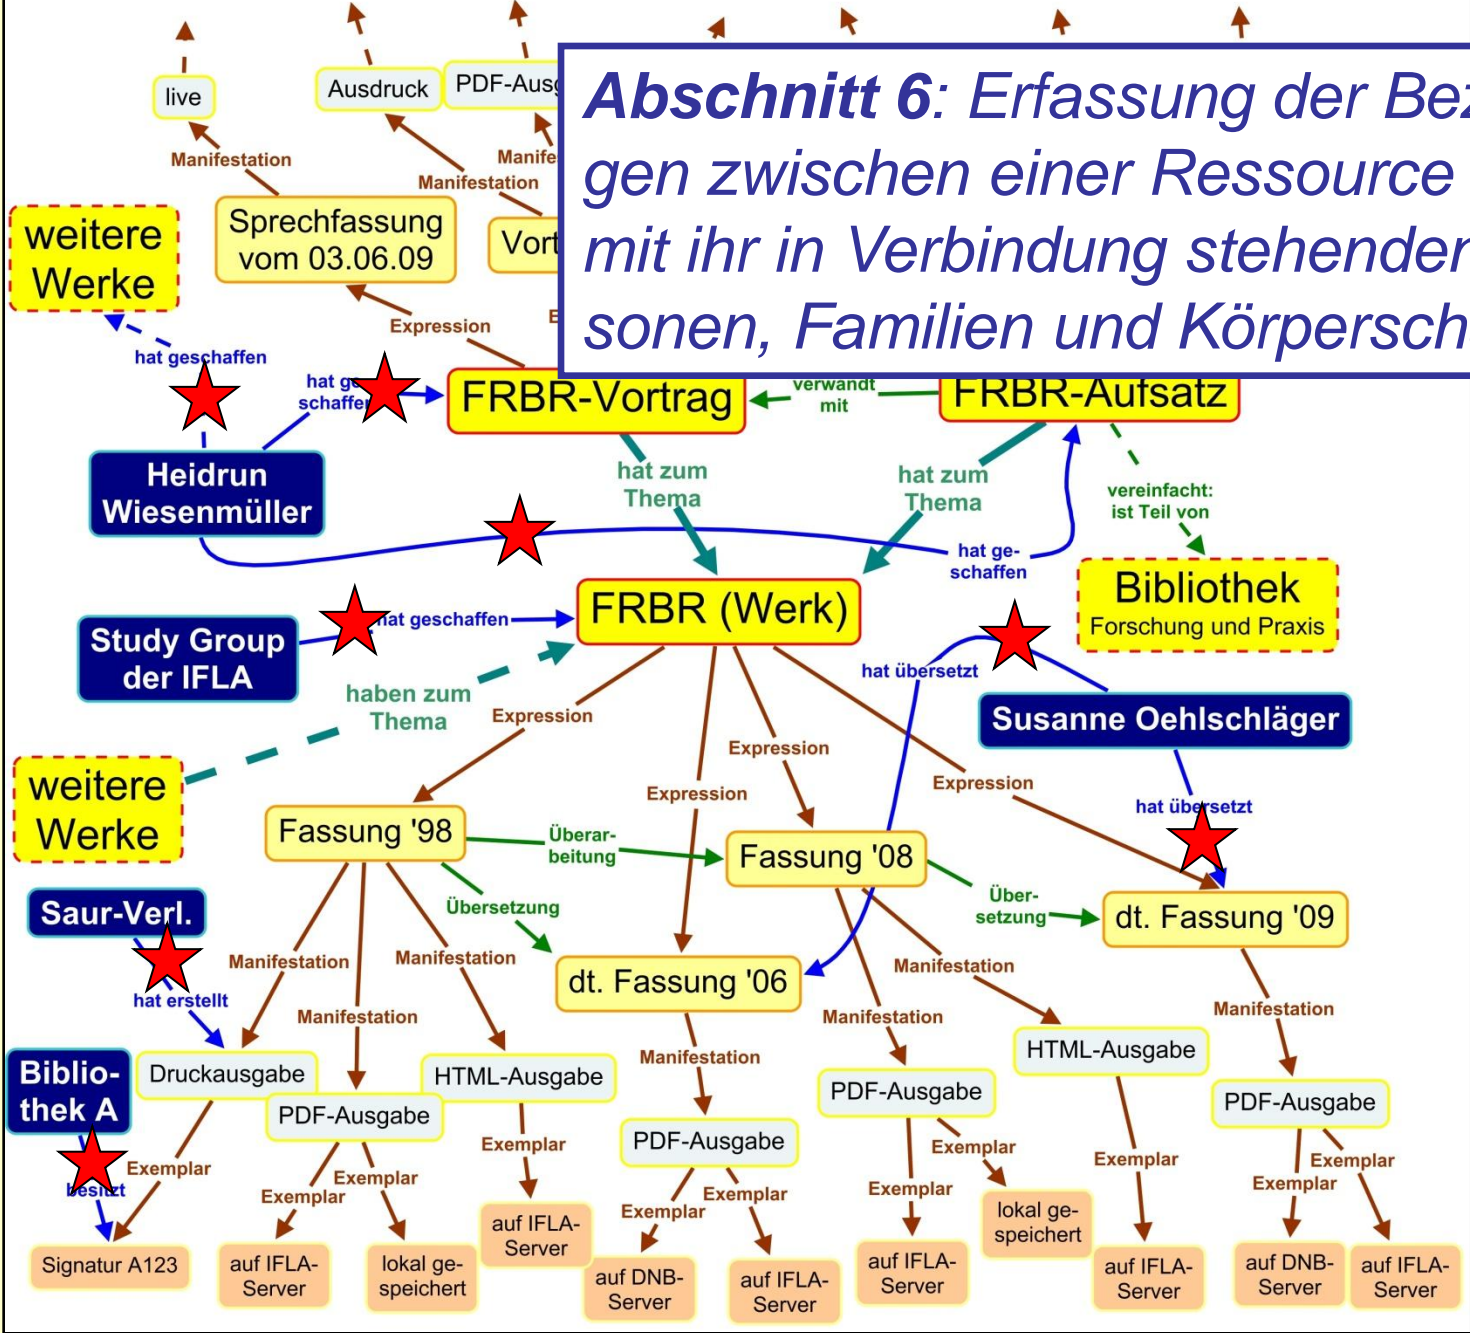 live
Ausdruck
PDF-Ausg
Abschnitt 6: Erfassung der Bez
gen zwischen einer Ressource
mit ihr in Verbindung stehender
sonen, Familien und Körpersch
Manifestation
Manifestation
Manife
Sprechfassung
vom 03.06.09
Vort
weitere
Werke
Expression
E
hat geschaffen
hat ge-
schaffen
FRBR-Vortrag
verwandt
mit
FRBR-Aufsatz
Heidrun
Wiesenmüller
hat zum
Thema
hat zum
Thema
vereinfacht:
ist Teil von
hat ge-
schaffen
Bibliothek
Forschung und Praxis
FRBR (Werk)
hat geschaffen
Study Group
der IFLA
hat übersetzt
haben zum
Thema
Susanne Oehlschläger
Expression
Expression
Expression
Expression
hat übersetzt
weitere
Werke
Fassung '98
Überar-
beitung
Fassung '08
Saur-Verl.
Übersetzung
Über-
setzung
dt. Fassung '09
Manifestation
Manifestation
dt. Fassung '06
Manifestation
hat erstellt
Manifestation
Manifestation
Manifestation
Manifestation
Biblio-
thek A
Druckausgabe
HTML-Ausgabe
HTML-Ausgabe
PDF-Ausgabe
PDF-Ausgabe
PDF-Ausgabe
PDF-Ausgabe
Exemplar
Exemplar
Exemplar
Exemplar
Exemplar
Exemplar
Exemplar
Exemplar
Exemplar
Exemplar
Exemplar
Exemplar
besitzt
Signatur A123
auf IFLA-
Server
lokal ge-
speichert
auf IFLA-
Server
auf DNB-
Server
auf IFLA-
Server
auf IFLA-
Server
lokal ge-
speichert
auf IFLA-
Server
auf DNB-
Server
auf IFLA-
Server